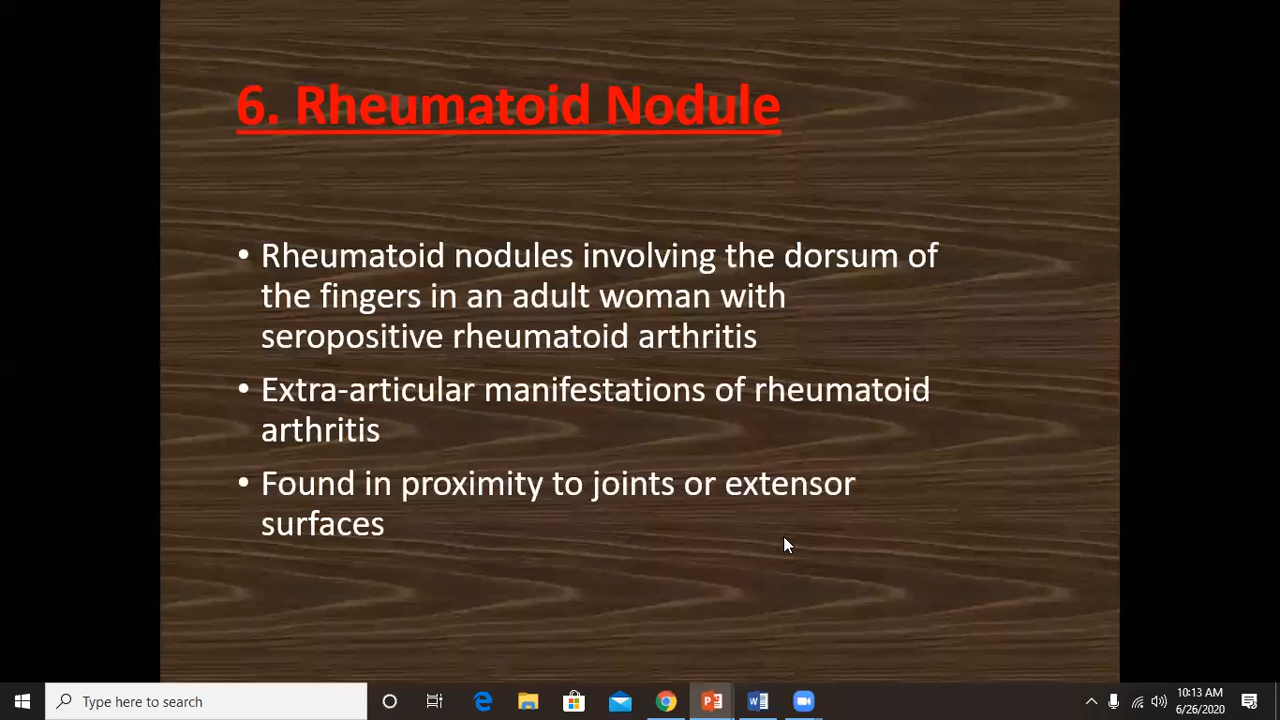 6. Rheumatoid Nodule
• Rheumatoid nodules involving the dorsum of
the fingers in an adult woman with
seropositive rheumatoid arthritis
• Extra-articular manifestations of rheumatoid
arthritis
• Found in proximity to joints or extensor
surfaces
Type here to search
10:13 AM
6/26/2020